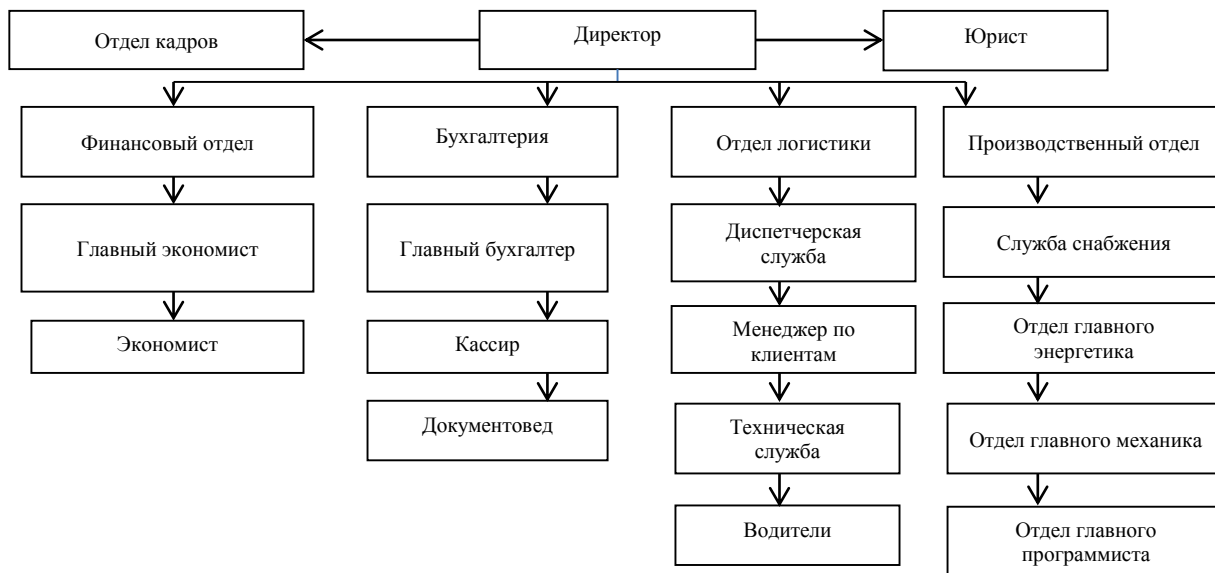 Отдел кадров
Директор
Юрист
Финансовый отдел
Бухгалтерия
Отдел логистики
Производственный отдел
Главный экономист
Главный бухгалтер
Диспетчерская
служба
Служба снабжения
Экономист
Кассир
Менеджер по
клиентам
Отдел главного
энергетика
Документовед
Техническая
служба
Отдел главного механика
Водители
Отдел главного
программиста